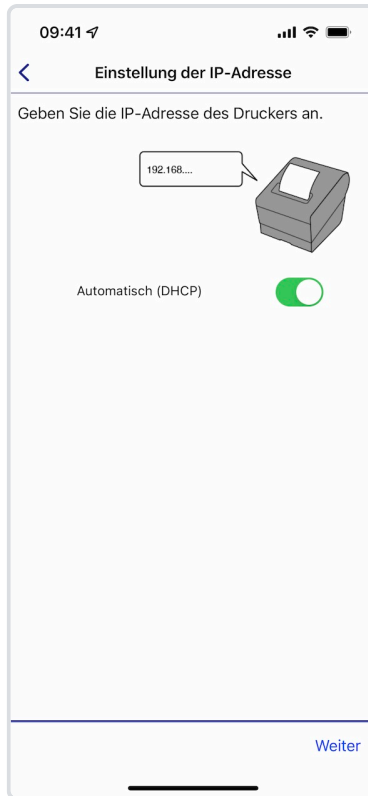 09:41
Einstellung der IP-Adresse
Geben Sie die IP-Adresse des Druckers an.
192.168....
Automatisch (DHCP)
Weiter